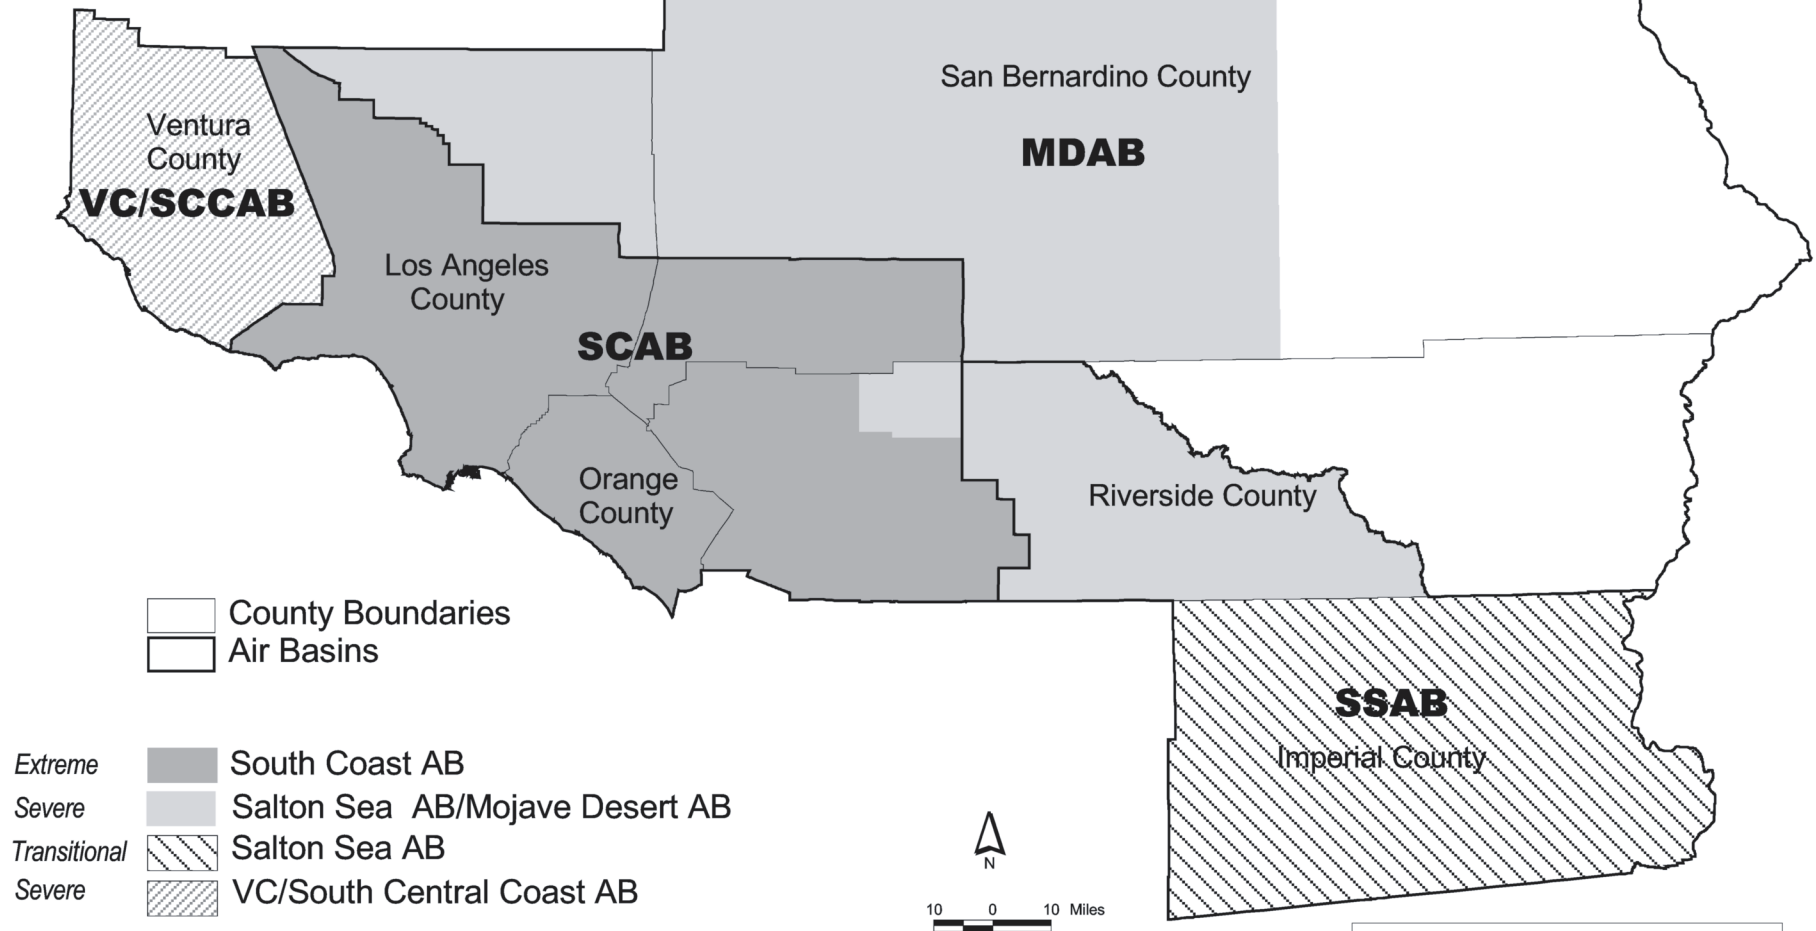 San Bernardino County
MDAB
Ventura
County
VC/SCCAB
Los Angeles
County
SCAB
Orange
County
Riverside County
SSAB
Imperial County
County Boundaries
Air Basins
Extreme South Coast AB
Severe Salton Sea AB/Mojave Desert AB
Transitional Salton Sea AB
Severe VC/South Central Coast AB
N
10 0 10 Miles